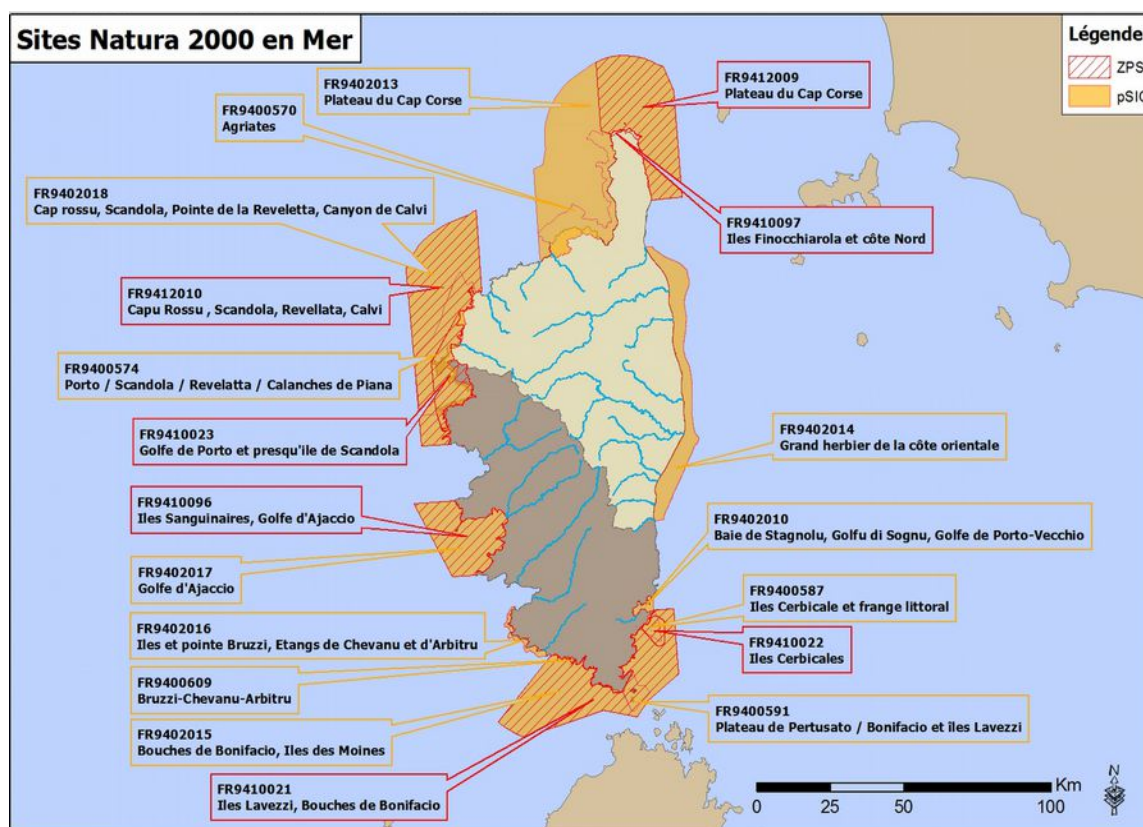 Sites Natura 2000 en Mer
Légende
ZPS
pSIC
FR9402013
Plateau du Cap Corse
FR9412009
Plateau du Cap Corse
FR9400570
Agriates
FR9402018
Cap rossu, Scandola, Pointe de la Reveletta, Canyon de Calvi
FR9410097
Iles Finocchiarola et côte Nord
FR9412010
Capu Rossu , Scandola, Revellata, Calvi
FR9400574
Porto / Scandola / Revelatta / Calanches de Piana
FR9410023
Golfe de Porto et presqu'ile de Scandola
FR9402014
Grand herbier de la côte orientale
FR9410096
Iles Sanguinaires, Golfe d'Ajaccio
FR9402010
Baie de Stagnolu, Golfu di Sognu, Golfe de Porto-Vecchio
FR9402017
Golfe d'Ajaccio
FR9400587
Iles Cerbicale et frange littoral
FR9402016
Iles et pointe Bruzzi, Etangs de Chevanu et d'Arbitru
FR9410022
Iles Cerbicales
FR9400609
Bruzzi-Chevanu-Arbitru
FR9400591
Plateau de Pertusato / Bonifacio et îles Lavezzi
FR9402015
Bouches de Bonifacio, Iles des Moines
FR9410021
Iles Lavezzi, Bouches de Bonifacio
Km
0 25 50 100
N